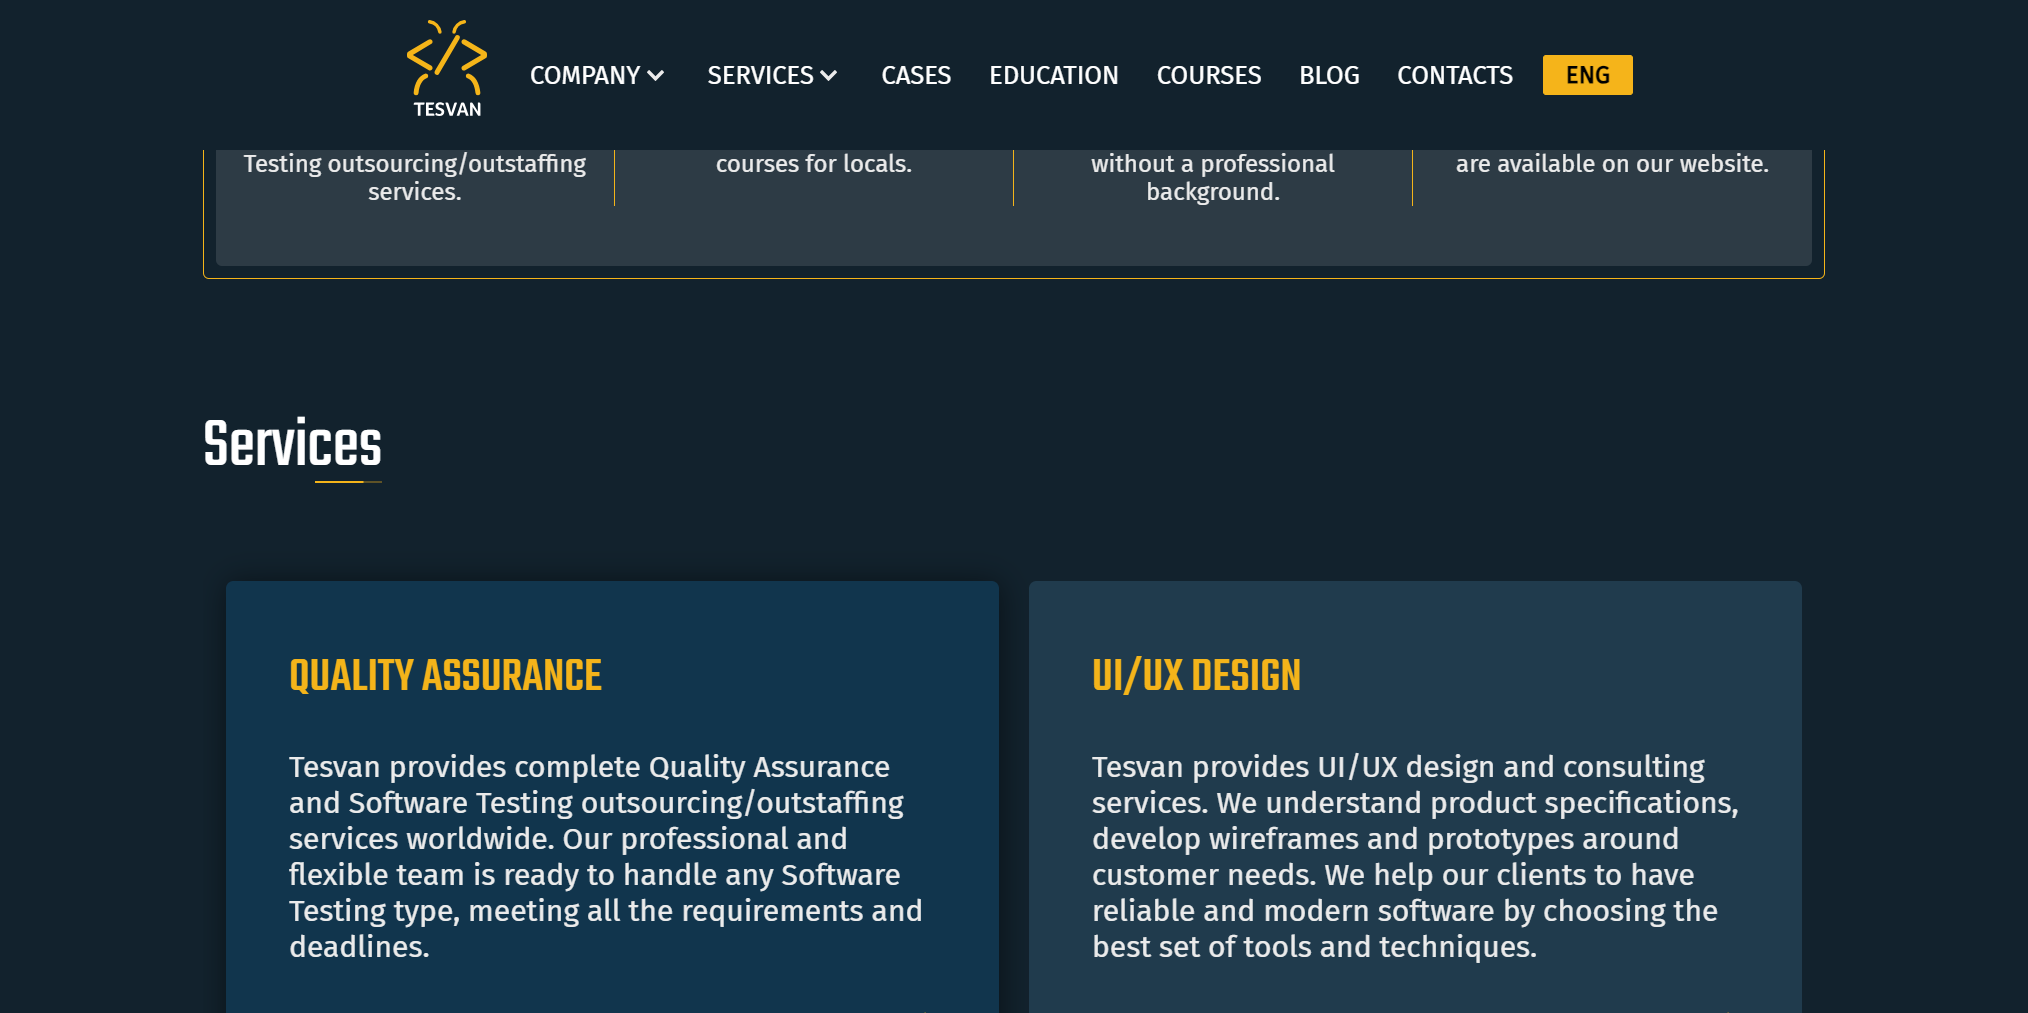 TESVAN
COMPANY
SERVICES
CASES
EDUCATION
COURSES
BLOG
CONTACTS
ENG
Testing outsourcing/outstaffing
services.
courses for locals.
without a professional
background.
are available on our website.
Services
QUALITY ASSURANCE
Tesvan provides complete Quality Assurance
and Software Testing outsourcing/outstaffing
services worldwide. Our professional and
flexible team is ready to handle any Software
Testing type, meeting all the requirements and
deadlines.
UI/UX DESIGN
Tesvan provides UI/UX design and consulting
services. We understand product specifications,
develop wireframes and prototypes around
customer needs. We help our clients to have
reliable and modern software by choosing the
best set of tools and techniques.